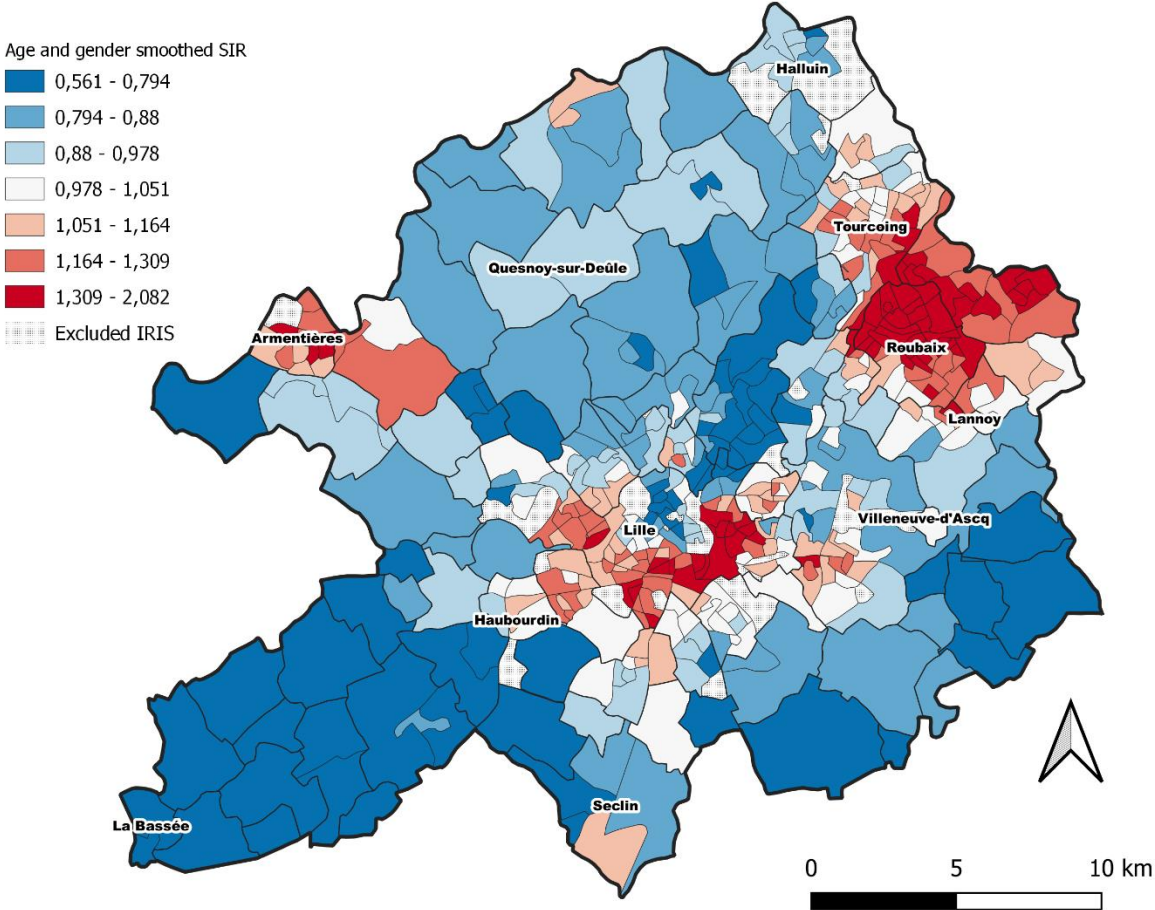 Age and gender smoothed SIR
0,561 - 0,794
0,794 - 0,88
0,88 - 0,978
0,978 - 1,051
1,051 - 1,164
1,164 - 1,309
1,309 - 2,082
Excluded IRIS
Halluin
Tourcoing
Quesnoy-sur-Deûle
Armentières
Roubaix
Lannoy
Villeneuve-d'Ascq
Lille
Haubourdin
Seclin
La Bassée
0 5 10 km